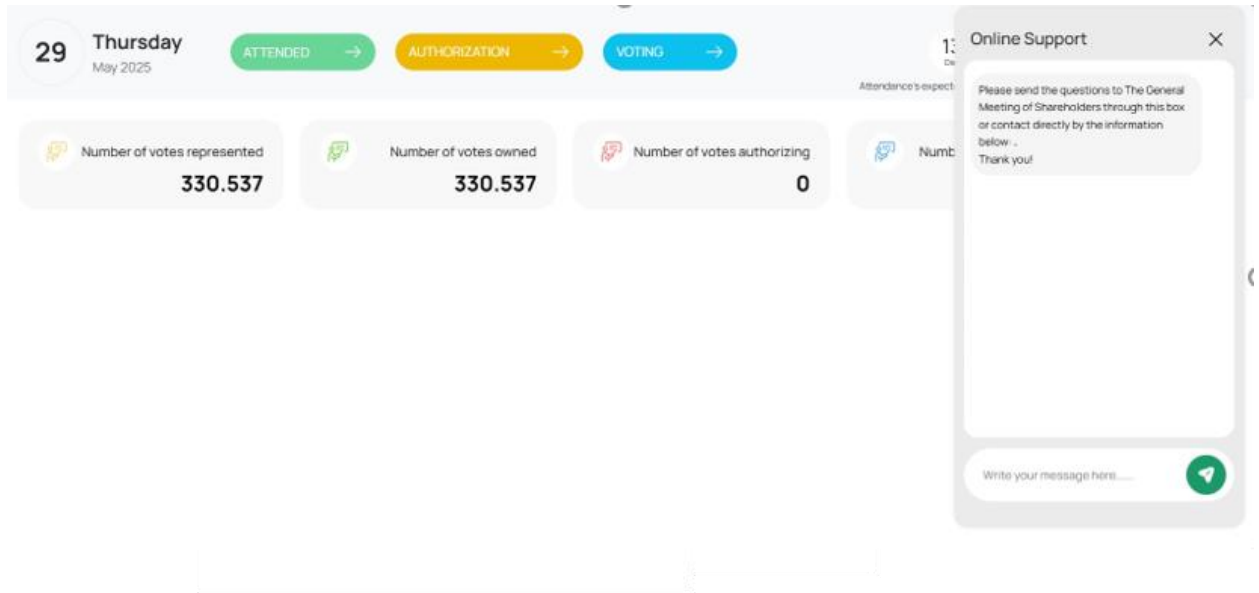 29
Thursday
May 2025
ATTENDED
AUTHORIZATION
VOTING
Attendance's
Number of votes represented
330.537
Number of votes owned
330.537
Number of votes authorizing
0
Online Support
Please send the questions to The General
Meeting of Shareholders through this box
or contact directly by the information
below: .
Thank you!
Write your message here......